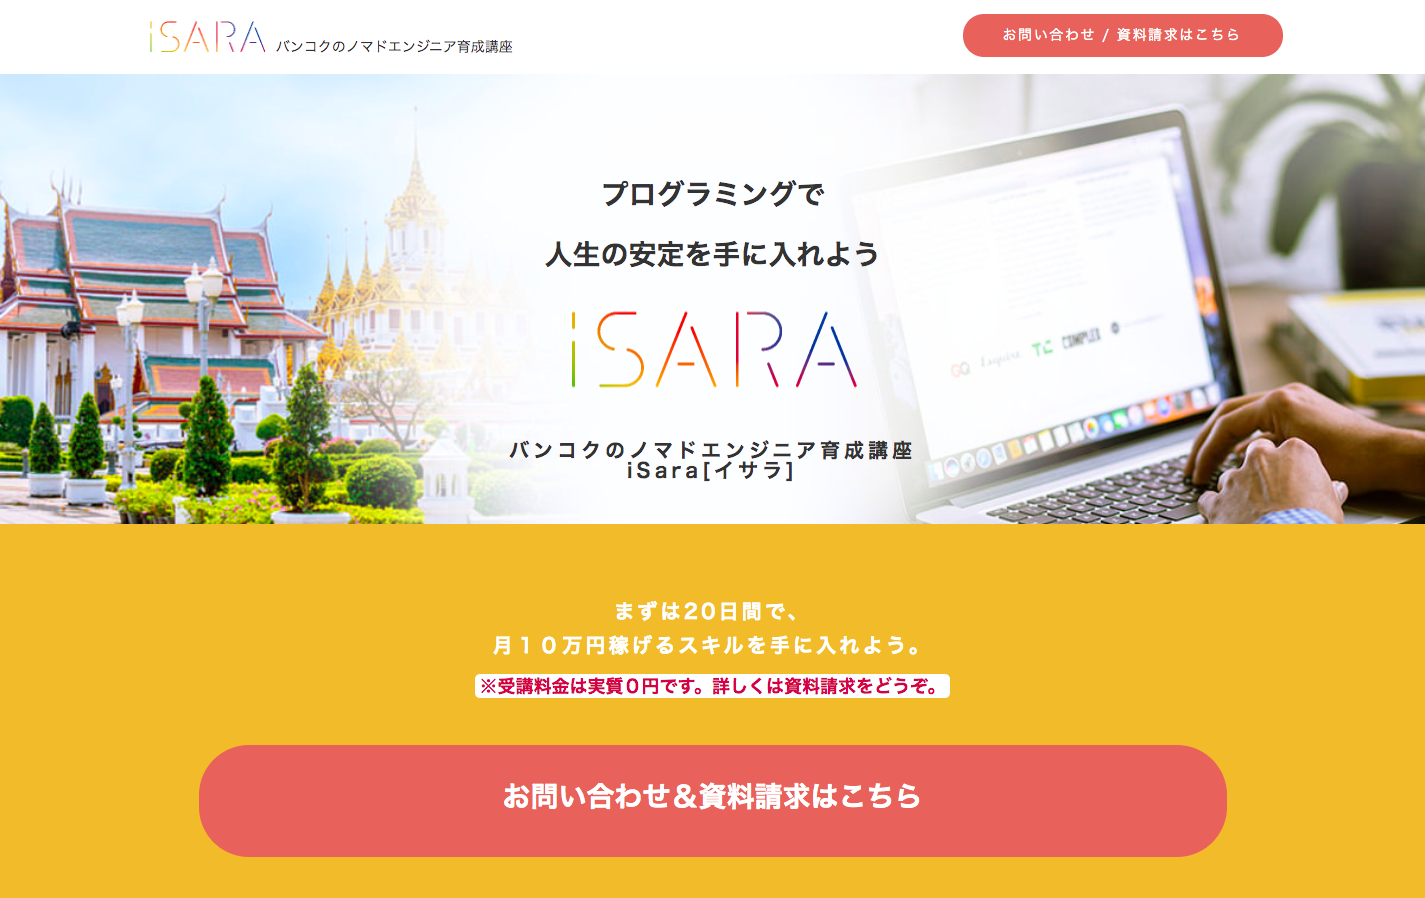 iSARA バンコクのノマドエンジニア育成講座
お問い合わせ / 資料請求はこちら
プログラミングで
人生の安定を手に入れよう
iSARA
GQ Esquire TC COMPLEX
バンコクのノマドエンジニア育成講座
iSara[イサラ]
まずは20日間で、
月１０万円稼げるスキルを手に入れよう。
※受講料金は実質０円です。詳しくは資料請求をどうぞ。
お問い合わせ＆資料請求はこちら